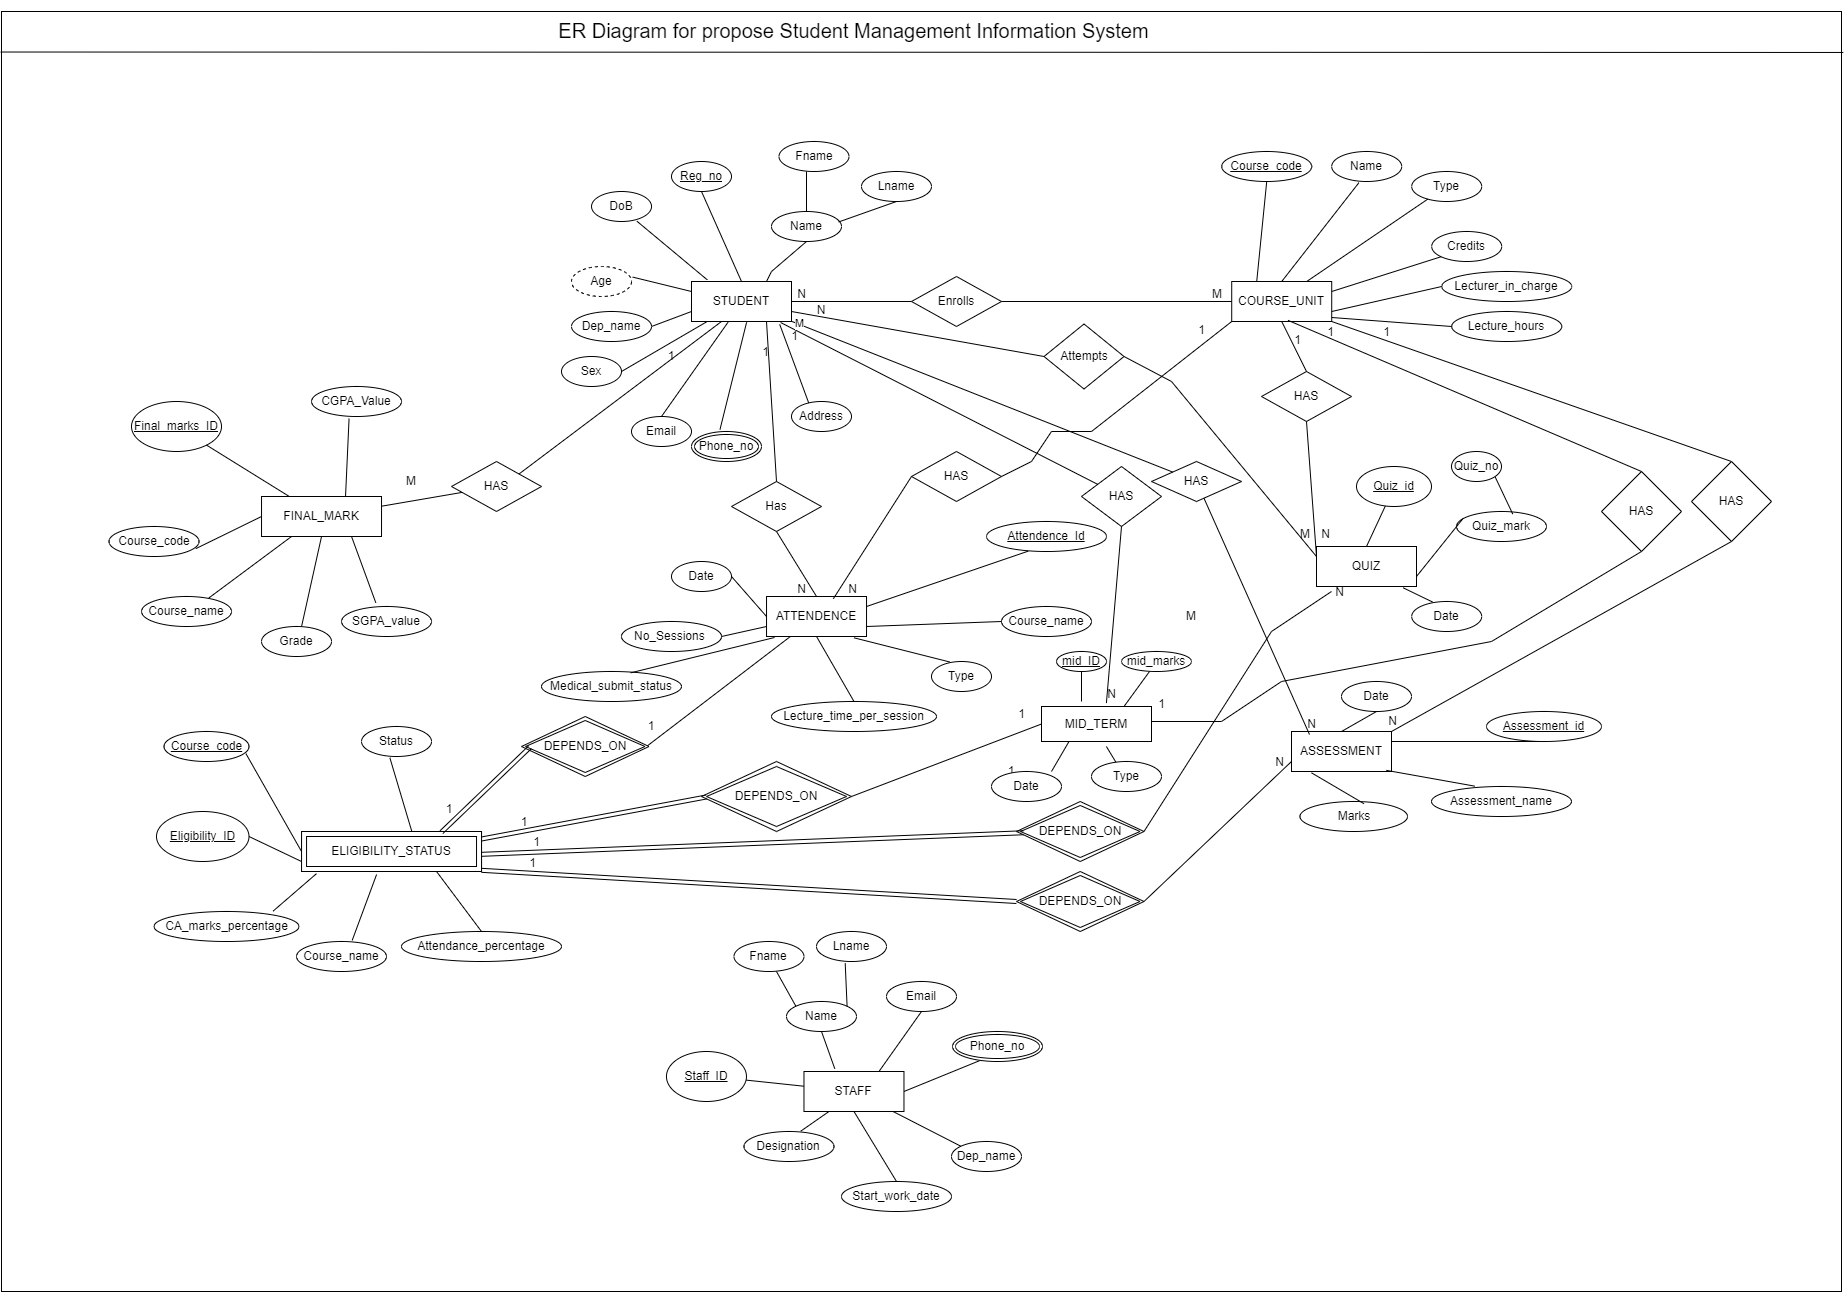 ER Diagram for propose Student Management Information System
Fname
Reg_no
Lname
DoB
Name
Age
STUDENT
Dep_name
Sex
Email
Phone_no
Address
N
Enrolls
M
N
M
1
1
1
Attempts
Course_code
Name
Type
Credits
COURSE_UNIT
Lecturer_in_charge
Lecture_hours
1
1
1
1
HAS
CGPA_Value
Final_marks_ID
M
HAS
FINAL_MARK
Course_code
Course_name
Grade
SGPA_value
Has
HAS
HAS
HAS
HAS
HAS
Quiz_no
Quiz_id
Quiz_mark
M
N
QUIZ
N
Date
Attendence_Id
Date
N
N
ATTENDENCE
No_Sessions
Course_name
Medical_submit_status
Type
Lecture_time_per_session
M
mid_ID
mid_marks
N
1
1
MID_TERM
1
Date
Type
Date
N
N
Assessment_id
ASSESSMENT
N
Assessment_name
Marks
1
DEPENDS_ON
DEPENDS_ON
DEPENDS_ON
DEPENDS_ON
Course_code
Status
1
1
1
1
Eligibility_ID
ELIGIBILITY_STATUS
CA_marks_percentage
Course_name
Attendance_percentage
Fname
Lname
Name
Email
Phone_no
Staff_ID
STAFF
Designation
Dep_name
Start_work_date